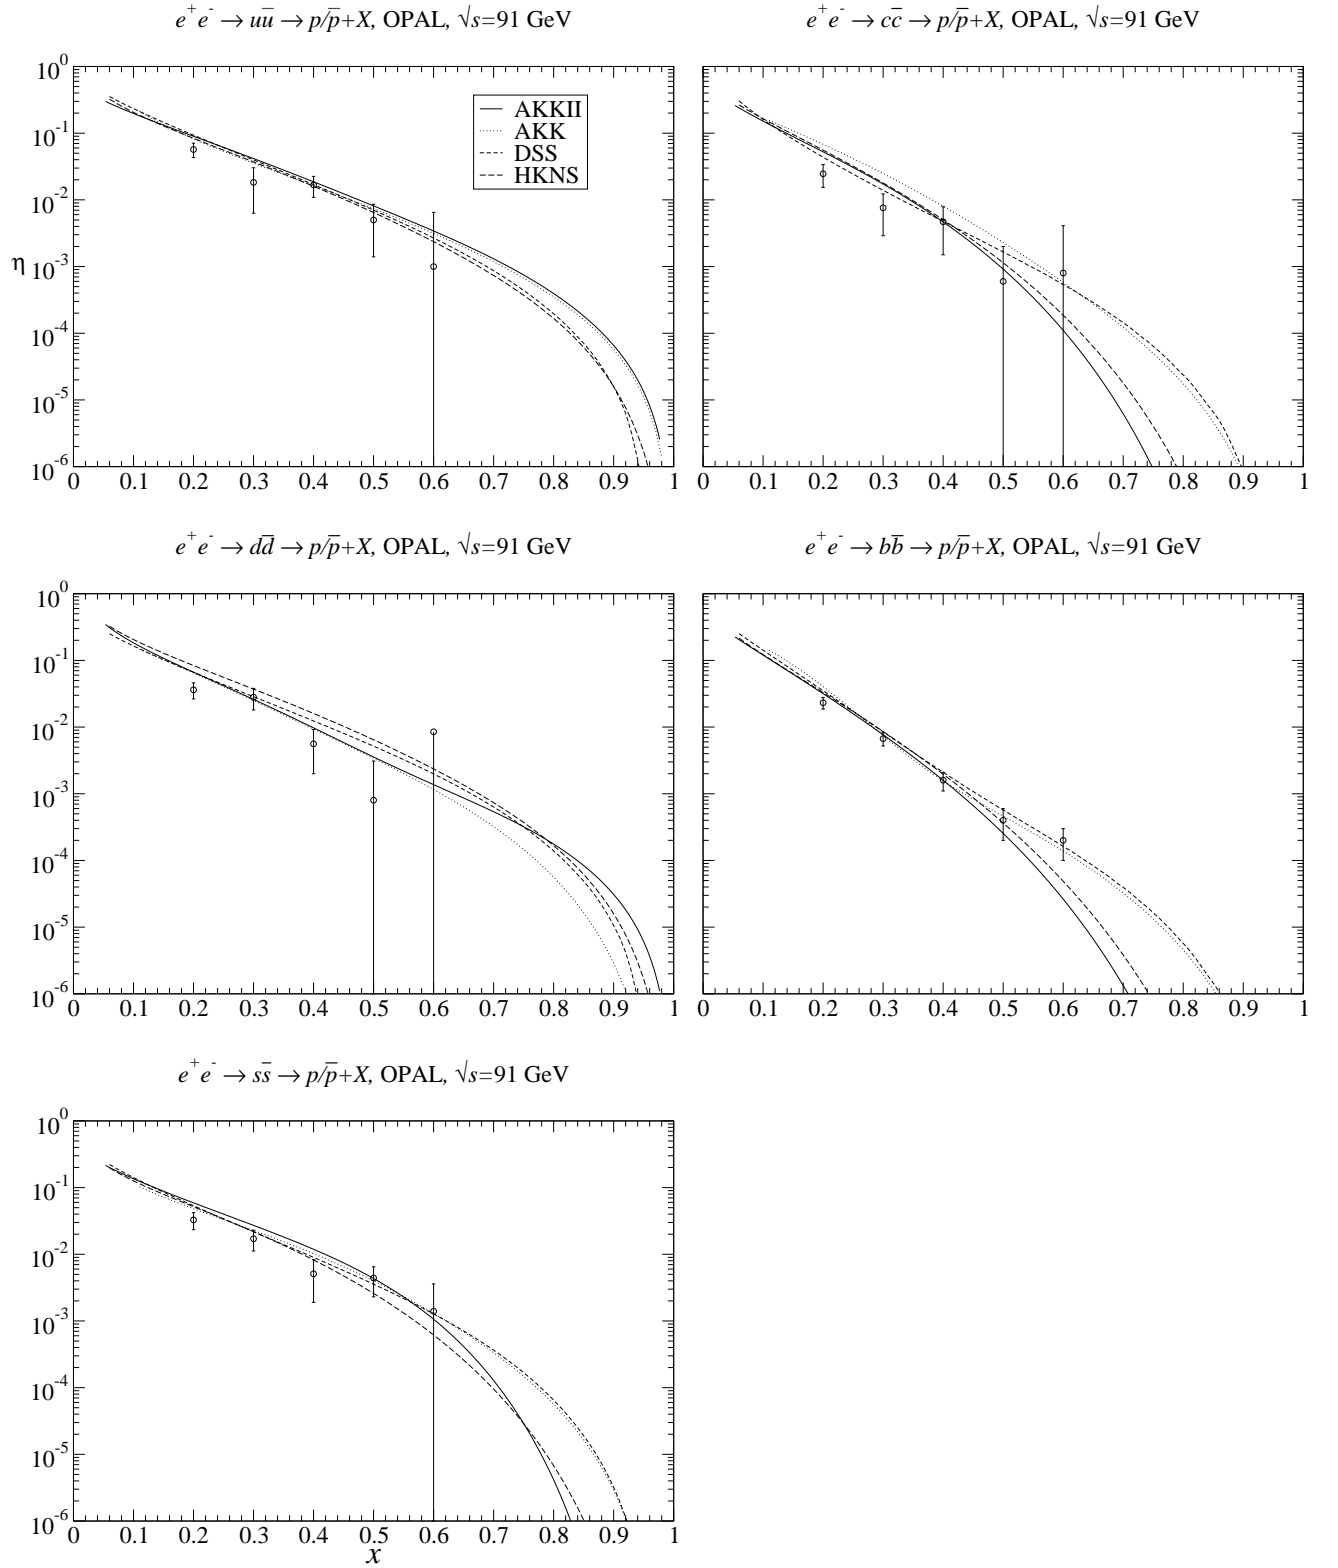 e⁺e⁻ → uū → p/p̄+X, OPAL, √s=91 GeV
10⁰
10⁻¹
10⁻²
10⁻³
10⁻⁴
10⁻⁵
10⁻⁶
η
AKKII
AKK
DSS
HKNS
0 0.1 0.2 0.3 0.4 0.5 0.6 0.7 0.8 0.9 1
e⁺e⁻ → cc̄ → p/p̄+X, OPAL, √s=91 GeV
0 0.1 0.2 0.3 0.4 0.5 0.6 0.7 0.8 0.9 1
e⁺e⁻ → dd̄ → p/p̄+X, OPAL, √s=91 GeV
10⁰
10⁻¹
10⁻²
10⁻³
10⁻⁴
10⁻⁵
10⁻⁶
0 0.1 0.2 0.3 0.4 0.5 0.6 0.7 0.8 0.9 1
e⁺e⁻ → bb̄ → p/p̄+X, OPAL, √s=91 GeV
0 0.1 0.2 0.3 0.4 0.5 0.6 0.7 0.8 0.9 1
e⁺e⁻ → ss̄ → p/p̄+X, OPAL, √s=91 GeV
10⁰
10⁻¹
10⁻²
10⁻³
10⁻⁴
10⁻⁵
10⁻⁶
0 0.1 0.2 0.3 0.4 0.5 0.6 0.7 0.8 0.9 1
x